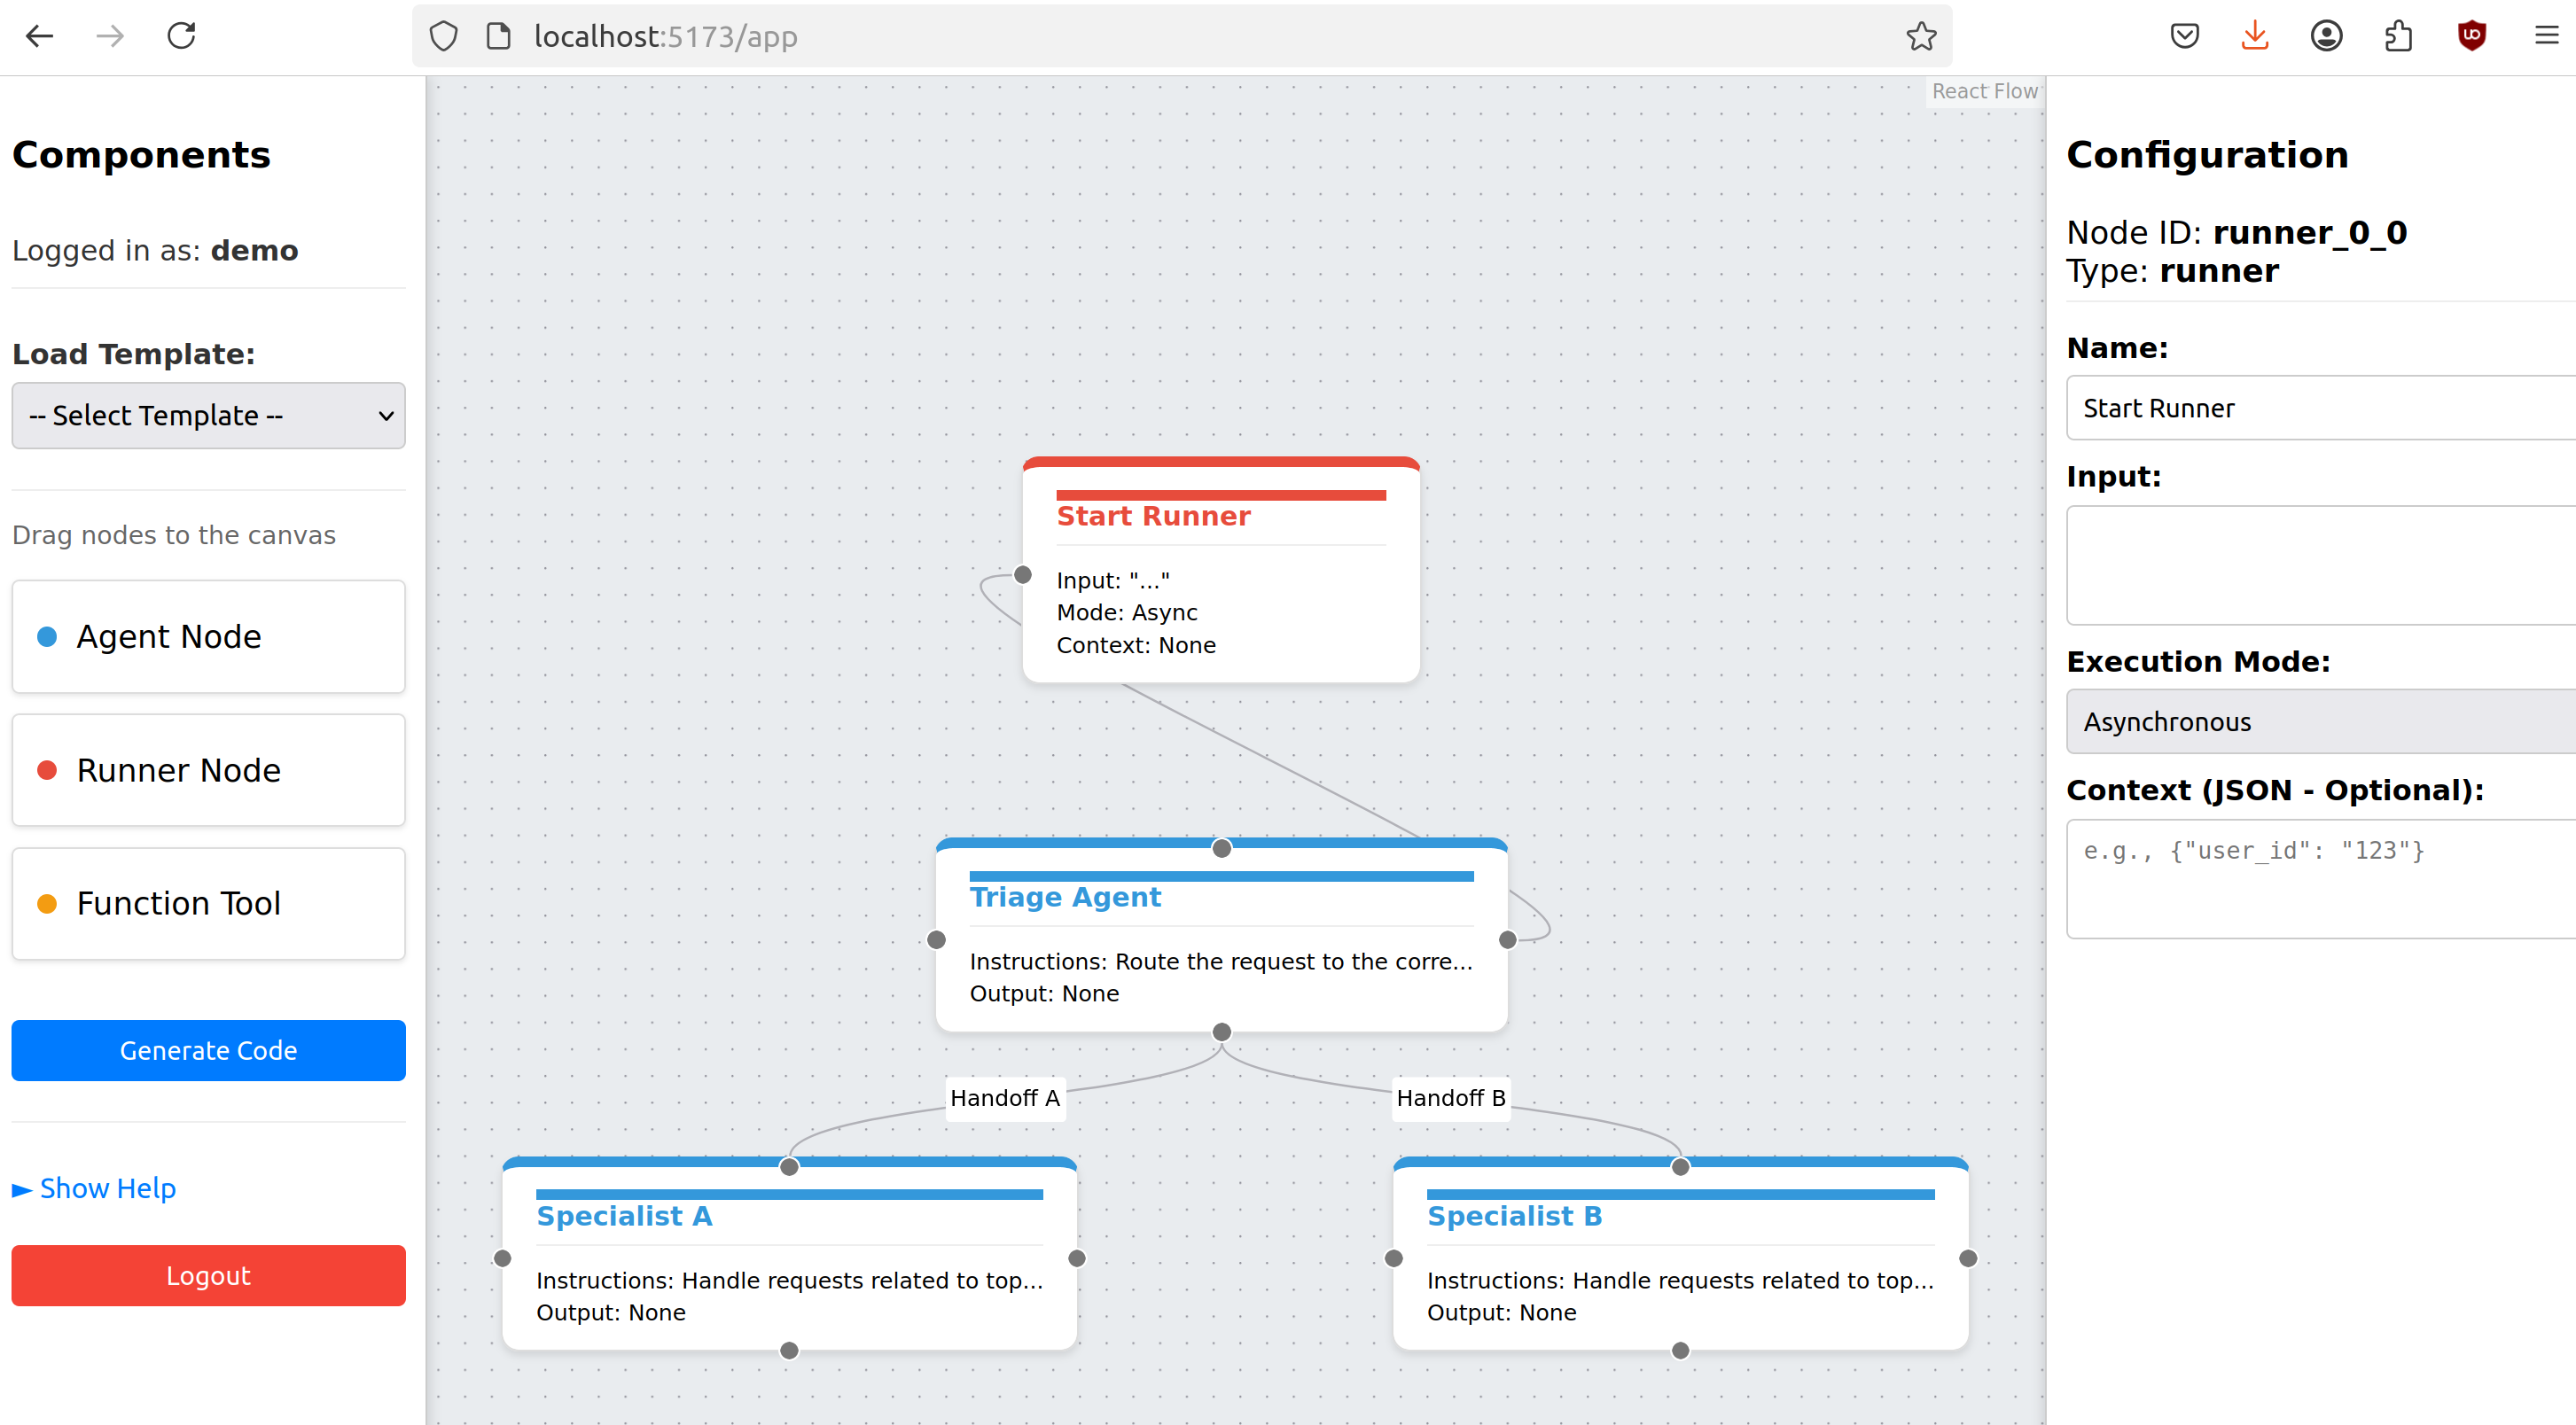 localhost:5173/app
Components
Logged in as: demo
Load Template:
-- Select Template --
Drag nodes to the canvas
Agent Node
Runner Node
Function Tool
Generate Code
► Show Help
Logout
React Flow
Start Runner
Input: "..."
Mode: Async
Context: None
Triage Agent
Instructions: Route the request to the corre...
Output: None
Handoff A
Handoff B
Specialist A
Instructions: Handle requests related to top...
Output: None
Specialist B
Instructions: Handle requests related to top...
Output: None
Configuration
Node ID: runner_0_0
Type: runner
Name:
Start Runner
Input:
Execution Mode:
Asynchronous
Context (JSON - Optional):
e.g., {"user_id": "123"}